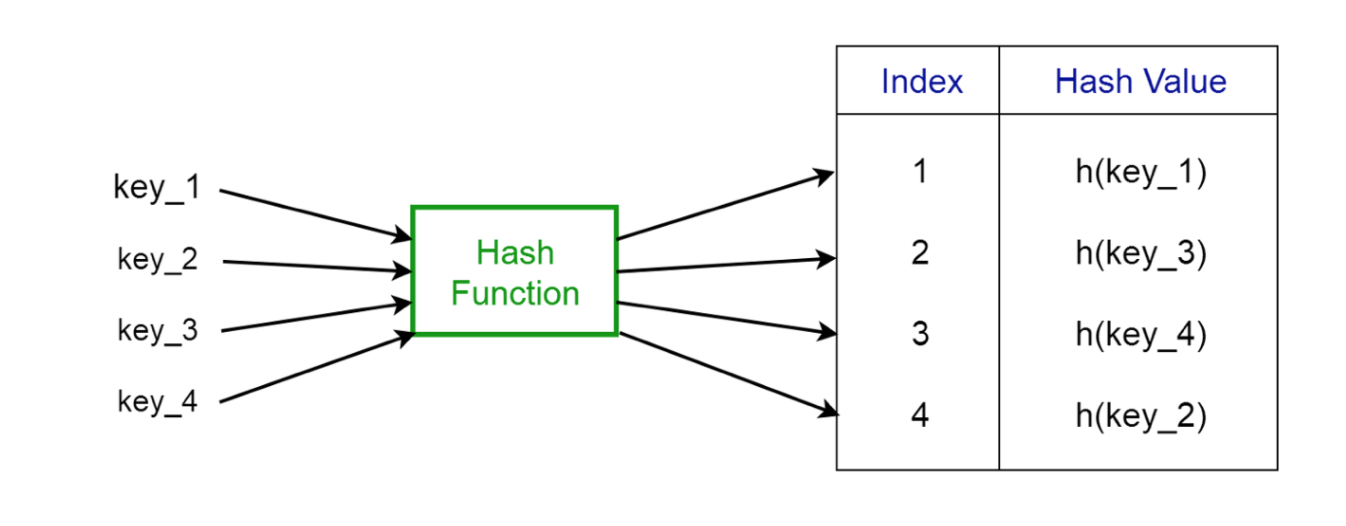 key_1
key_2
key_3
key_4
Hash
Function
Index Hash Value
1 h(key_1)
2 h(key_3)
3 h(key_4)
4 h(key_2)